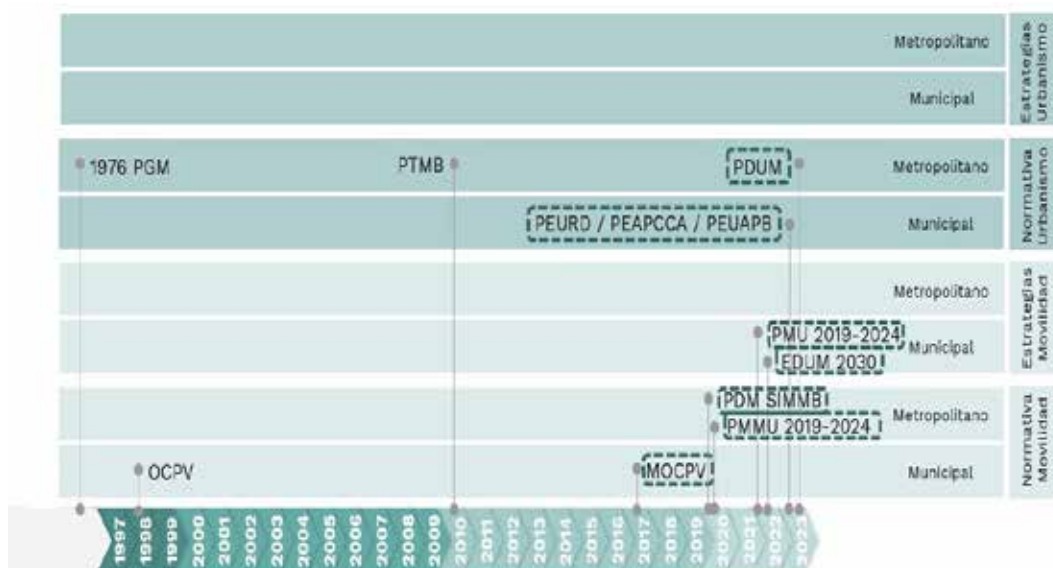 Metropolitano
Municipal
Estrategias
Urbanismo
1976 PGM
PTMB
PDUM
Metropolitano
PEURD / PEAPCCA / PEUAPB
Municipal
Normativa
Urbanismo
Metropolitano
PMU 2019-2024
EDUM 2030
Municipal
Estrategias
Movilidad
PDM SIMMB
PMMU 2019-2024
Metropolitano
OCPV
MOCPV
Municipal
Normativa
Movilidad
1997
1998
1999
2000
2001
2002
2003
2004
2005
2006
2007
2008
2009
2010
2011
2012
2013
2014
2015
2016
2017
2018
2019
2020
2021
2022
2023